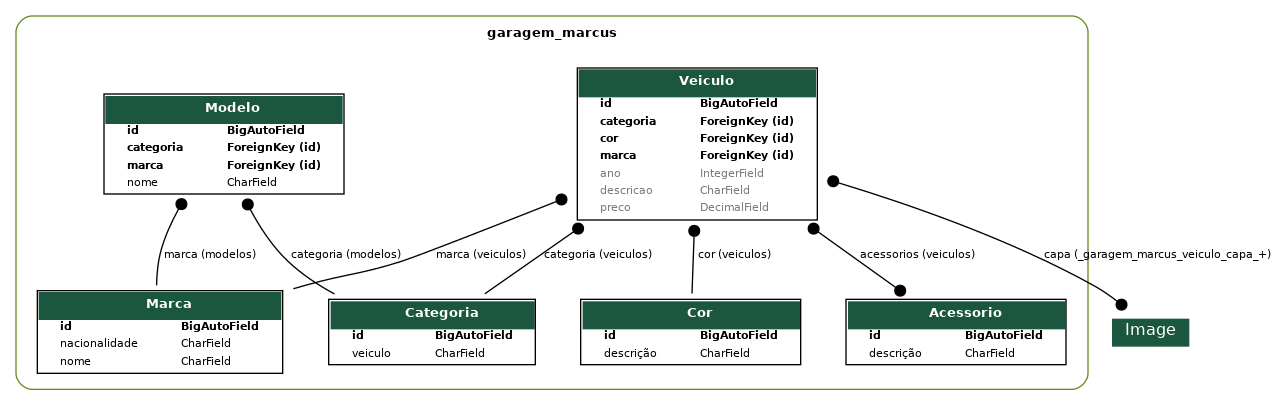 garagem_marcus
Modelo
id BigAutoField
categoria ForeignKey (id)
marca ForeignKey (id)
nome CharField
Veiculo
id BigAutoField
categoria ForeignKey (id)
cor ForeignKey (id)
marca ForeignKey (id)
ano IntegerField
descricao CharField
preco DecimalField
marca (modelos)
categoria (modelos)
marca (veiculos)
categoria (veiculos)
cor (veiculos)
acessorios (veiculos)
capa (_garagem_marcus_veiculo_capa_+)
Marca
id BigAutoField
nacionalidade CharField
nome CharField
Categoria
id BigAutoField
veiculo CharField
Cor
id BigAutoField
descrição CharField
Acessorio
id BigAutoField
descrição CharField
Image